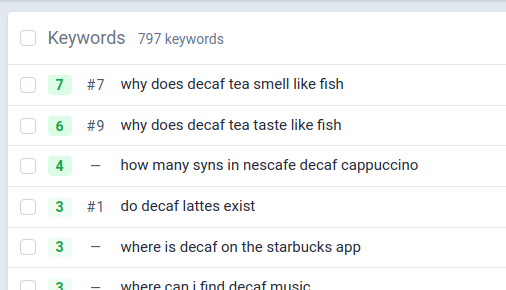 Keywords 797 keywords
7 #7 why does decaf tea smell like fish
6 #9 why does decaf tea taste like fish
4 – how many syns in nescafe decaf cappuccino
3 #1 do decaf lattes exist
3 – where is decaf on the starbucks app
3 – where can i find decaf music